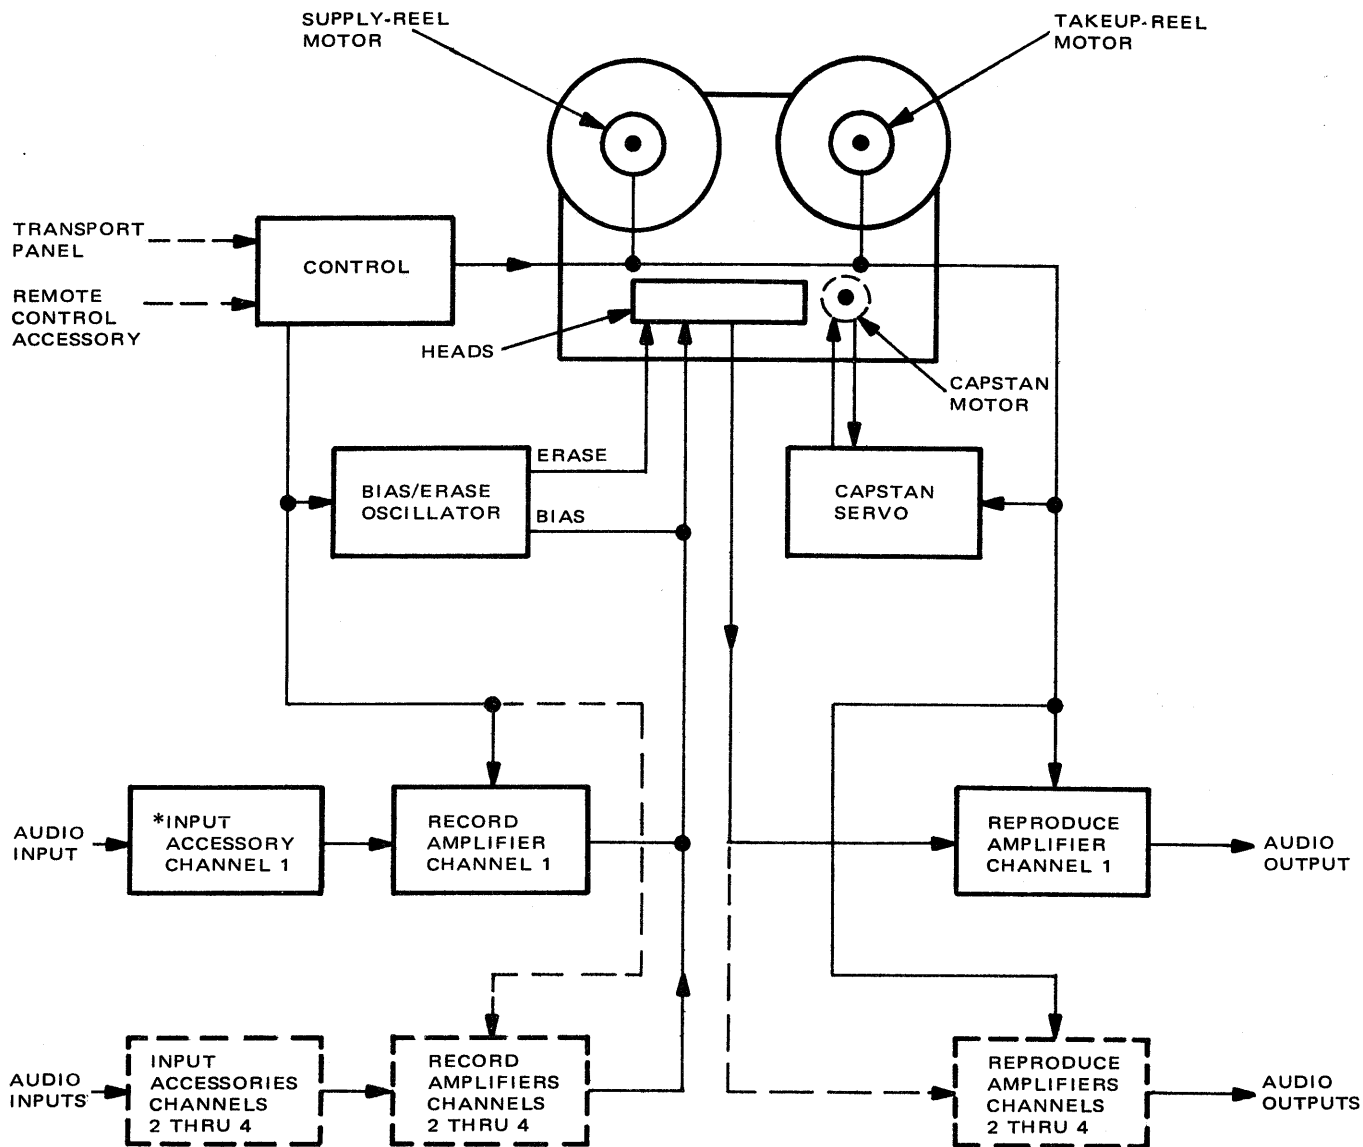 SUPPLY-REEL
MOTOR
TAKEUP-REEL
MOTOR
TRANSPORT
PANEL
CONTROL
REMOTE
CONTROL
ACCESSORY
HEADS
CAPSTAN
MOTOR
ERASE
BIAS/ERASE
OSCILLATOR
BIAS
CAPSTAN
SERVO
AUDIO
INPUT
*INPUT
ACCESSORY
CHANNEL 1
RECORD
AMPLIFIER
CHANNEL 1
REPRODUCE
AMPLIFIER
CHANNEL 1
AUDIO
OUTPUT
AUDIO
INPUTS
INPUT
ACCESSORIES
CHANNELS
2 THRU 4
RECORD
AMPLIFIERS
CHANNELS
2 THRU 4
REPRODUCE
AMPLIFIERS
CHANNELS
2 THRU 4
AUDIO
OUTPUTS